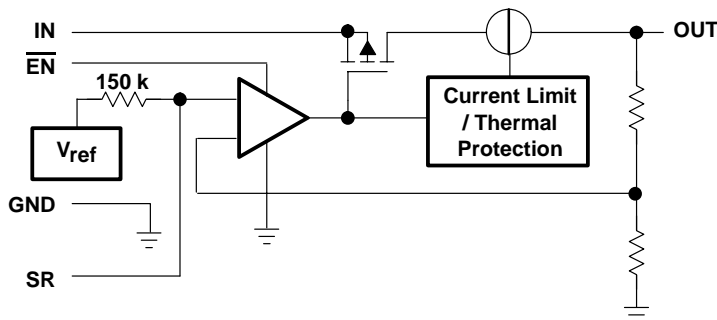 IN
OUT
EN
150 k
Current Limit
/ Thermal
Protection
Vref
GND
SR